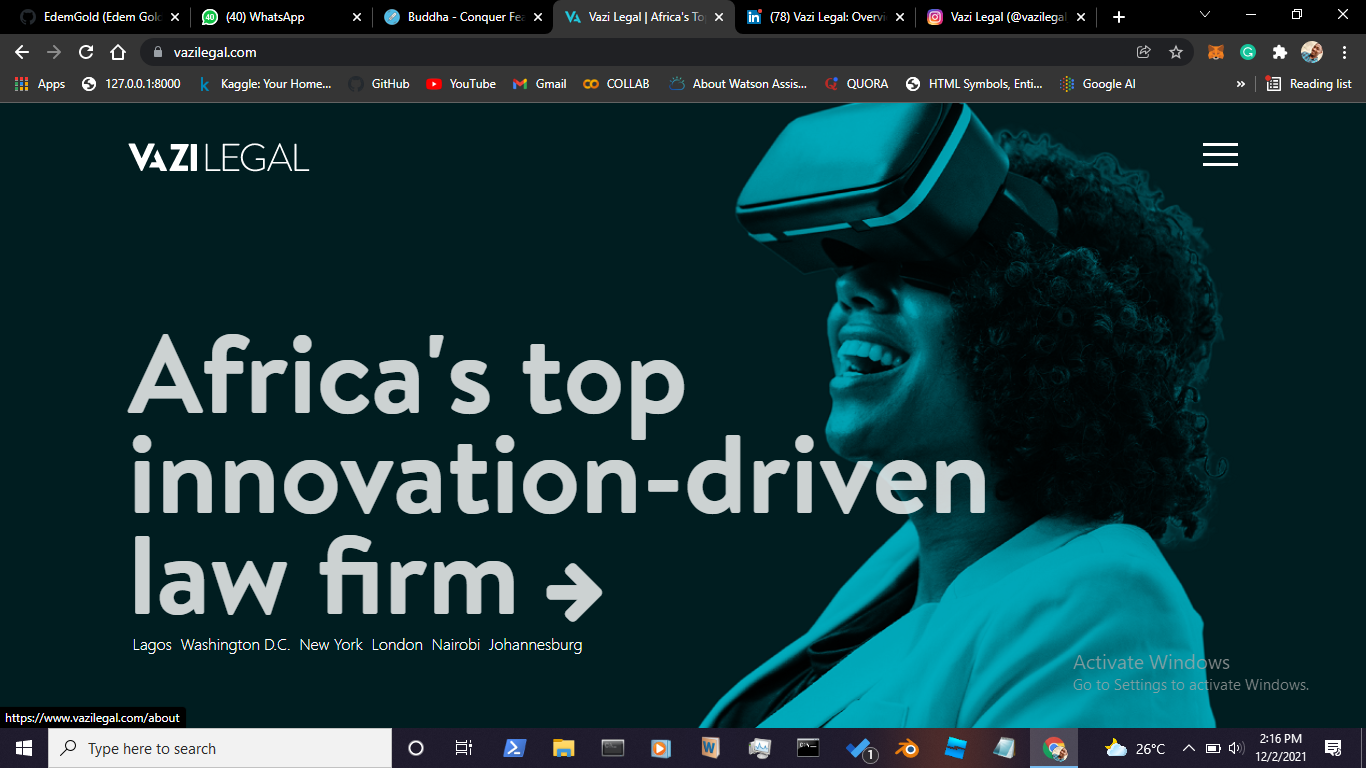 EdemGold (Edem Gold
(40) WhatsApp
Buddha - Conquer Fea
Vazi Legal | Africa's To
(78) Vazi Legal: Overvi
Vazi Legal (@vazilegal
vazilegal.com
Apps
127.0.0.1:8000
Kaggle: Your Home...
GitHub
YouTube
Gmail
COLLAB
About Watson Assis...
QUORA
HTML Symbols, Enti...
Google AI
»
Reading list
VAZI LEGAL
Africa's top
innovation-driven
law firm →
Lagos Washington D.C. New York London Nairobi Johannesburg
Activate Windows
Go to Settings to activate Windows.
https://www.vazilegal.com/about
Type here to search
1
26°C
2:16 PM
12/2/2021